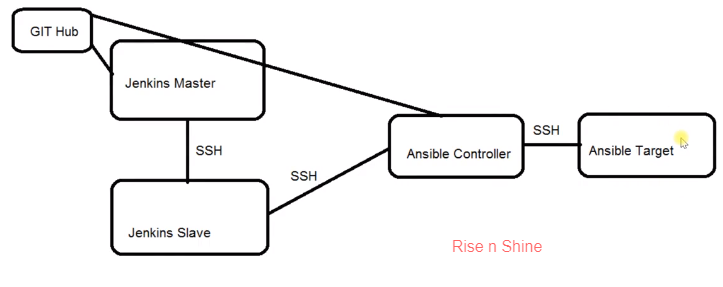 GIT Hub
Jenkins Master
SSH
Jenkins Slave
SSH
Ansible Controller
SSH
Ansible Target
Rise n Shine